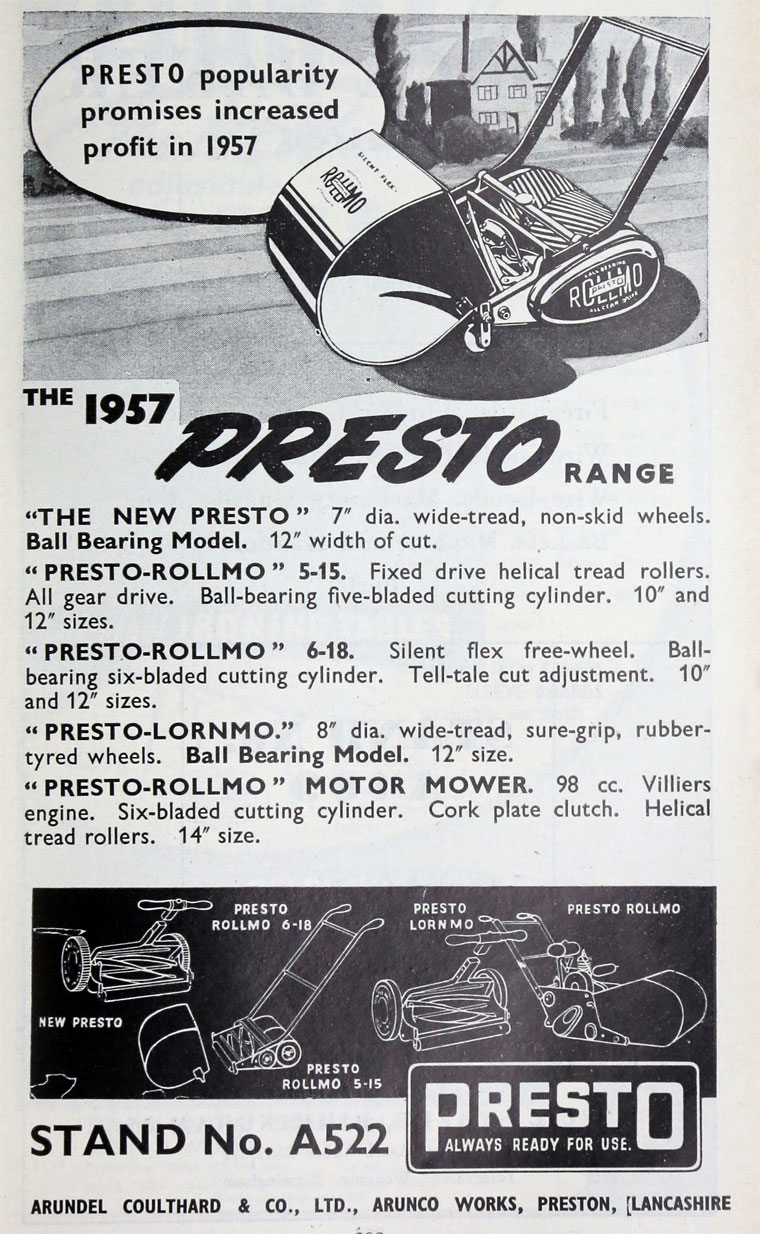 PRESTO popularity
promises increased
profit in 1957
SILENT FLEX
ROLLMO
BALL BEARING
ROLLMO
PRESTO
THE 1957
PRESTO RANGE
“THE NEW PRESTO” 7″ dia. wide-tread, non-skid wheels.
Ball Bearing Model. 12″ width of cut.
“PRESTO-ROLLMO” 5-15. Fixed drive helical tread rollers.
All gear drive. Ball-bearing five-bladed cutting cylinder. 10″ and
12″ sizes.
“PRESTO-ROLLMO” 6-18. Silent flex free-wheel. Ball-
bearing six-bladed cutting cylinder. Tell-tale cut adjustment. 10″
and 12″ sizes.
“PRESTO-LORNMO.” 8″ dia. wide-tread, sure-grip, rubber-
tyred wheels. Ball Bearing Model. 12″ size.
“PRESTO-ROLLMO” MOTOR MOWER. 98 cc. Villiers
engine. Six-bladed cutting cylinder. Cork plate clutch. Helical
tread rollers. 14″ size.
PRESTO
ROLLMO 6-18
PRESTO
LORNMO
PRESTO ROLLMO
NEW PRESTO
PRESTO
ROLLMO 5-15
PRESTO
ALWAYS READY FOR USE.
STAND No. A522
ARUNDEL COULTHARD & CO., LTD., ARUNCO WORKS, PRESTON, [LANCASHIRE